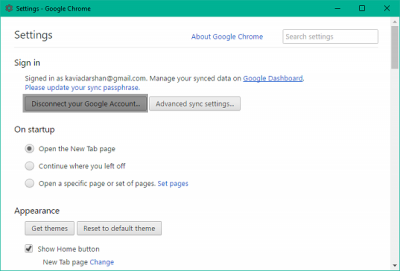 Settings - Google Chrome
Settings
About Google Chrome
Search settings
Sign in
Signed in as kaviadarshan@gmail.com. Manage your synced data on Google Dashboard.
Please update your sync passphrase.
Disconnect your Google Account...
Advanced sync settings...
On startup
Open the New Tab page
Continue where you left off
Open a specific page or set of pages. Set pages
Appearance
Get themes
Reset to default theme
Show Home button
New Tab page Change